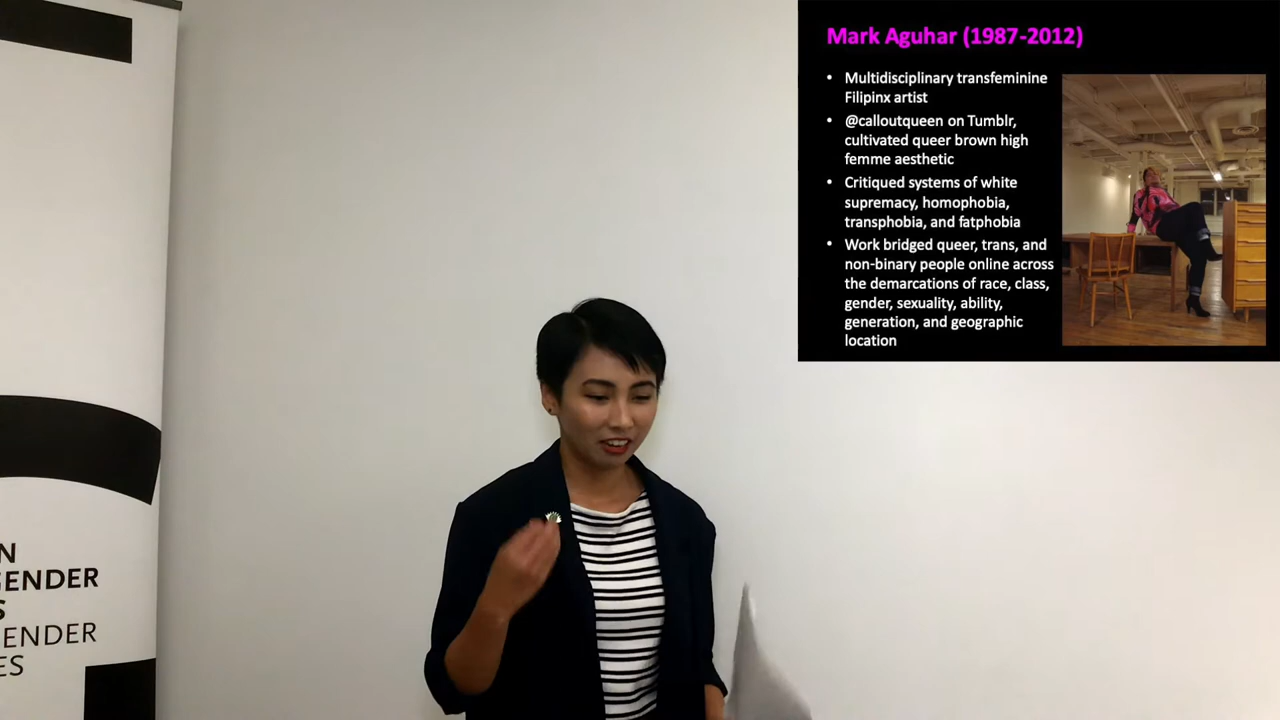 Mark Aguhar (1987-2012)
• Multidisciplinary transfeminine
Filipinx artist
• @calloutqueen on Tumblr,
cultivated queer brown high
femme aesthetic
• Critiqued systems of white
supremacy, homophobia,
transphobia, and fatphobia
• Work bridged queer, trans, and
non-binary people online across
the demarcations of race, class,
gender, sexuality, ability,
generation, and geographic
location
N
GENDER
S
ENDER
ES